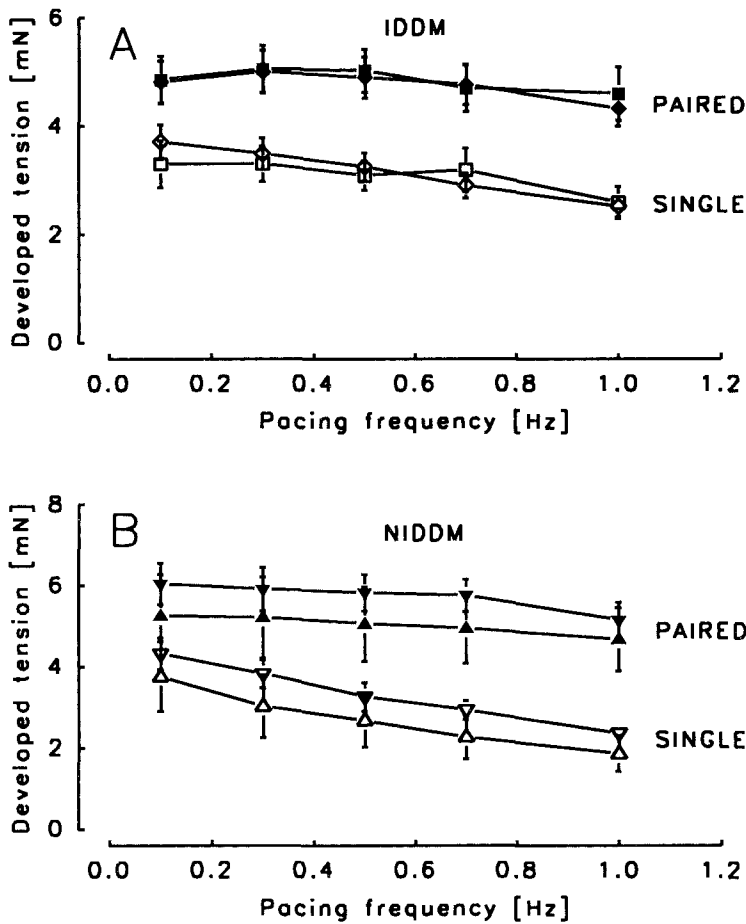 A
IDDM
Developed tension [mN]
6
4
2
0
PAIRED
SINGLE
0.0 0.2 0.4 0.6 0.8 1.0 1.2
Pacing frequency [Hz]
B
NIDDM
Developed tension [mN]
8
6
4
2
0
PAIRED
SINGLE
0.0 0.2 0.4 0.6 0.8 1.0 1.2
Pacing frequency [Hz]